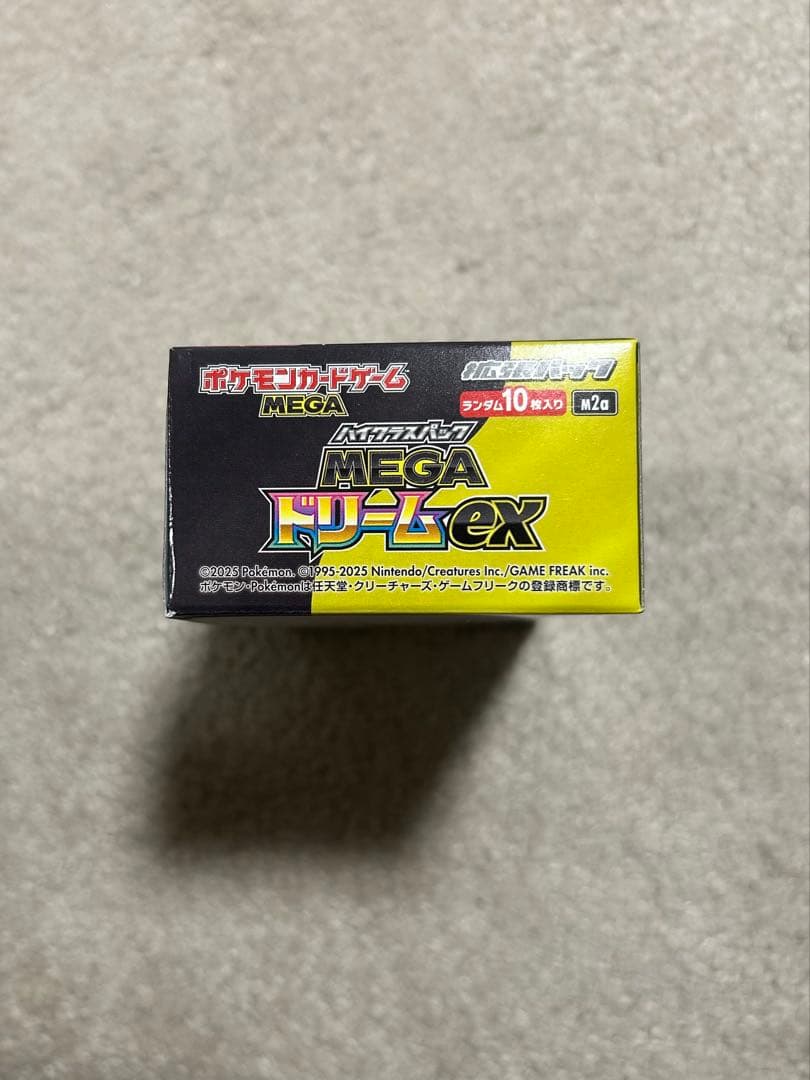 ポケモンカードゲーム
MEGA
拡張パック
ランダム10枚入り
M2a
ハイクラスパック
MEGA
ドリームex
©2025 Pokémon. ©1995-2025 Nintendo/Creatures Inc./GAME FREAK inc.
ポケモン・Pokémonは任天堂・クリーチャーズ・ゲームフリークの登録商標です。